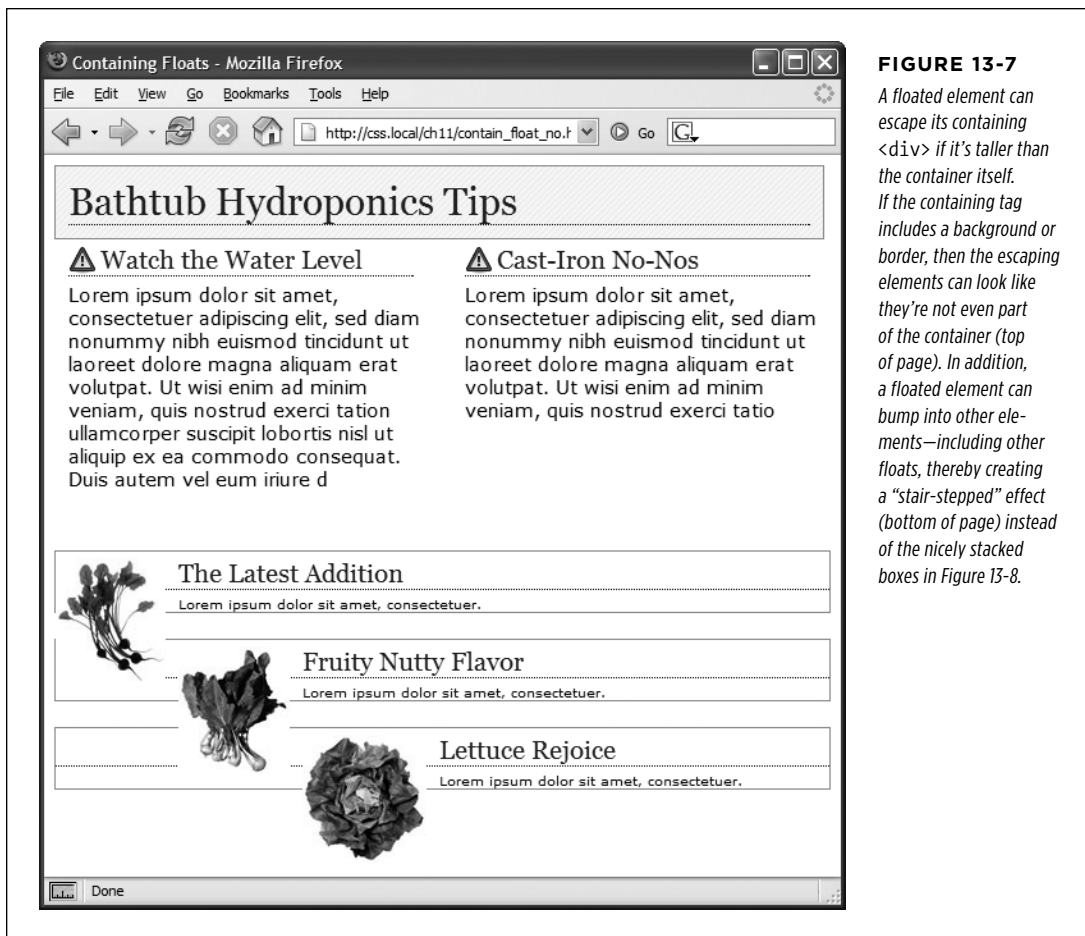 Containing Floats - Mozilla Firefox
File Edit View Go Bookmarks Tools Help
http://css.local/ch11/contain_float_no.h Go G
Bathtub Hydroponics Tips
Watch the Water Level
Lorem ipsum dolor sit amet,
consectetuer adipiscing elit, sed diam
nonummy nibh euismod tincidunt ut
laoreet dolore magna aliquam erat
volutpat. Ut wisi enim ad minim
veniam, quis nostrud exerci tation
ullamcorper suscipit lobortis nisl ut
aliquip ex ea commodo consequat.
Duis autem vel eum iriure d
Cast-Iron No-Nos
Lorem ipsum dolor sit amet,
consectetuer adipiscing elit, sed diam
nonummy nibh euismod tincidunt ut
laoreet dolore magna aliquam erat
volutpat. Ut wisi enim ad minim
veniam, quis nostrud exerci tatio
The Latest Addition
Lorem ipsum dolor sit amet, consectetuer.
Fruity Nutty Flavor
Lorem ipsum dolor sit amet, consectetuer.
Lettuce Rejoice
Lorem ipsum dolor sit amet, consectetuer.
Done
FIGURE 13-7
A floated element can
escape its containing
<div> if it's taller than
the container itself.
If the containing tag
includes a background or
border, then the escaping
elements can look like
they're not even part
of the container (top
of page). In addition,
a floated element can
bump into other ele-
ments—including other
floats, thereby creating
a “stair-stepped” effect
(bottom of page) instead
of the nicely stacked
boxes in Figure 13-8.